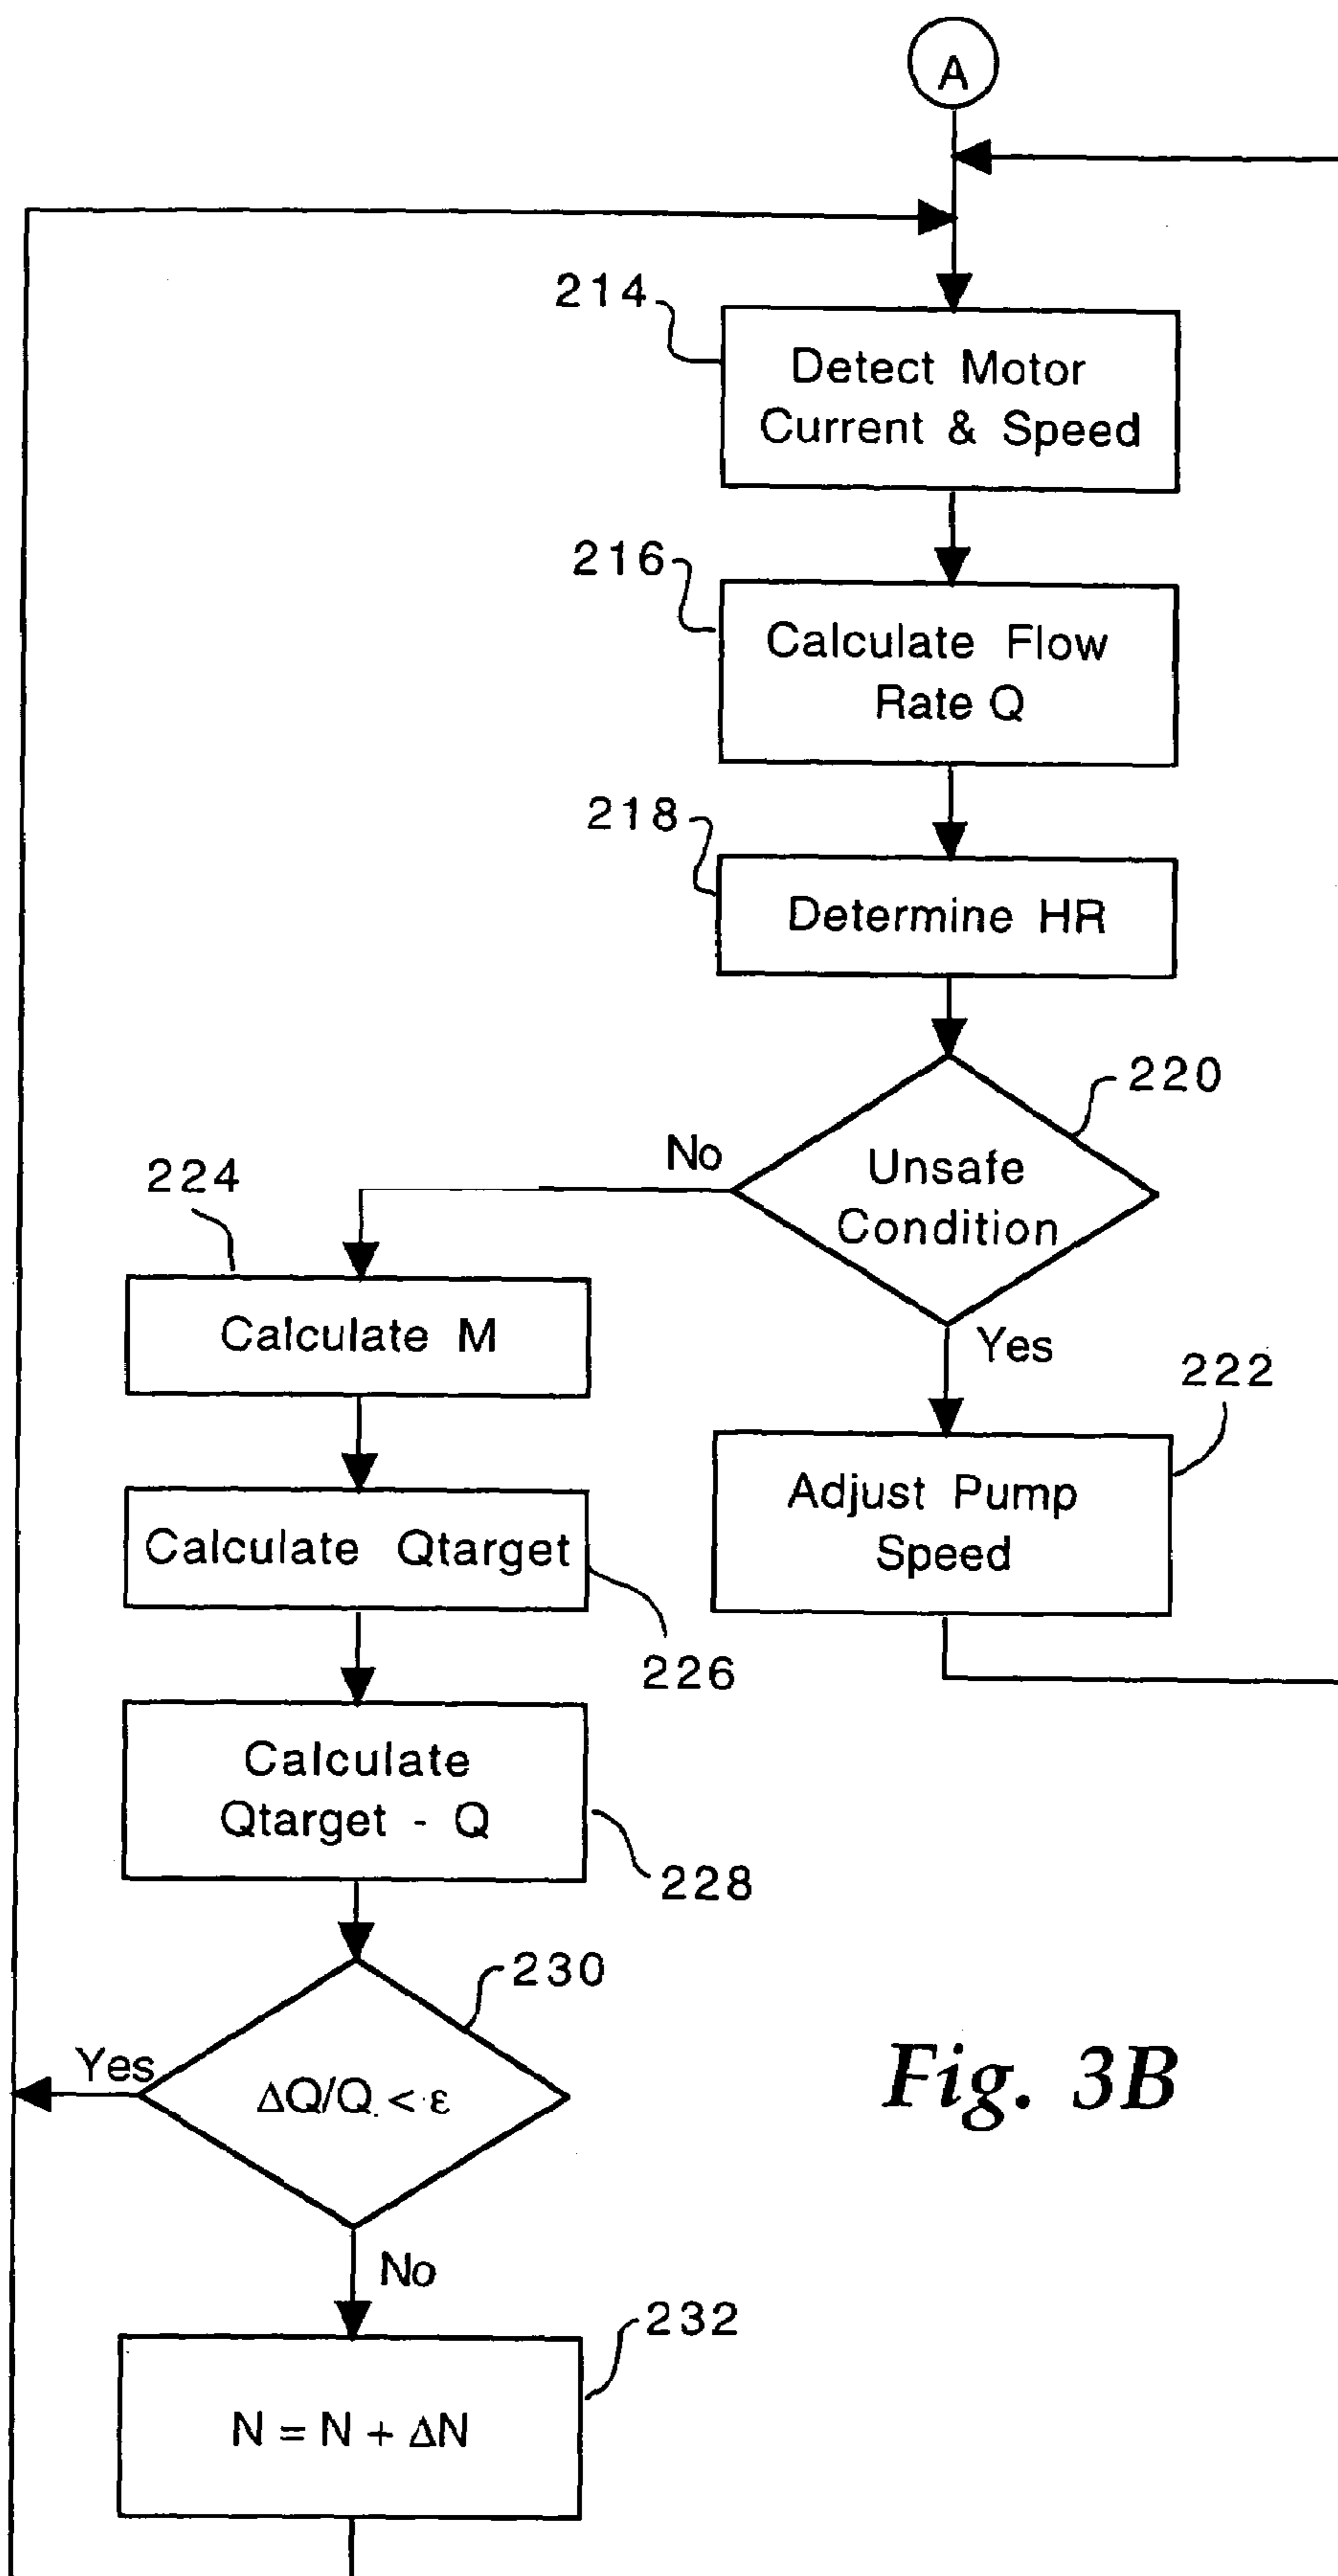 A
214
Detect Motor
Current & Speed
216
Calculate Flow
Rate Q
218
Determine HR
220
Unsafe
Condition
No
Yes
224
Calculate M
222
Adjust Pump
Speed
Calculate Qtarget
226
Calculate
Qtarget - Q
228
230
Yes
ΔQ/Q < ε
No
Fig. 3B
232
N = N + ΔN